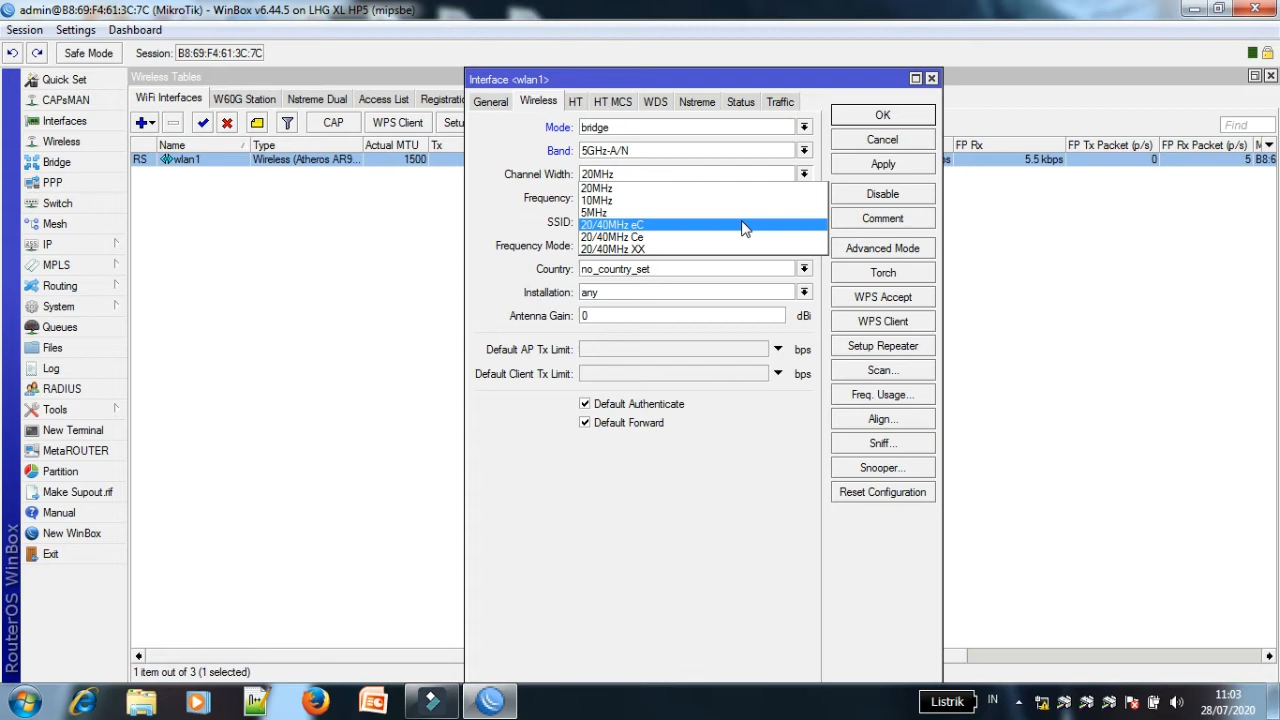 admin@B8:69:F4:61:3C:7C (MikroTik) - WinBox v6.44.5 on LHG XL HP5 (mipsbe)
Session Settings Dashboard
Safe Mode Session: B8:69:F4:61:3C:7C
Quick Set
CAPsMAN
Interfaces
Wireless
Bridge
PPP
Switch
Mesh
IP
MPLS
Routing
System
Queues
Files
Log
RADIUS
Tools
New Terminal
MetaROUTER
Partition
Make Supout.rif
Manual
New WinBox
Exit
RouterOS WinBox
Wireless Tables
WiFi Interfaces W60G Station Nstreme Dual Access List Registratio
CAP WPS Client Setu
Find
Name Type Actual MTU Tx
RS wlan1 Wireless (Atheros AR9... 1500
FP Rx FP Tx Packet (p/s) FP Rx Packet (p/s) M
ps 5.5 kbps 0 5 B8:6
1 item out of 3 (1 selected)
Interface <wlan1>
General Wireless HT HT MCS WDS Nstreme Status Traffic
Mode: bridge
Band: 5GHz-A/N
Channel Width: 20MHz
20MHz
10MHz
5MHz
20/40MHz eC
20/40MHz Ce
20/40MHz XX
Frequency:
SSID:
Frequency Mode:
Country: no_country_set
Installation: any
Antenna Gain: 0 dBi
Default AP Tx Limit: bps
Default Client Tx Limit: bps
Default Authenticate
Default Forward
OK
Cancel
Apply
Disable
Comment
Advanced Mode
Torch
WPS Accept
WPS Client
Setup Repeater
Scan...
Freq. Usage...
Align...
Sniff...
Snooper...
Reset Configuration
Listrik IN 11:03
28/07/2020